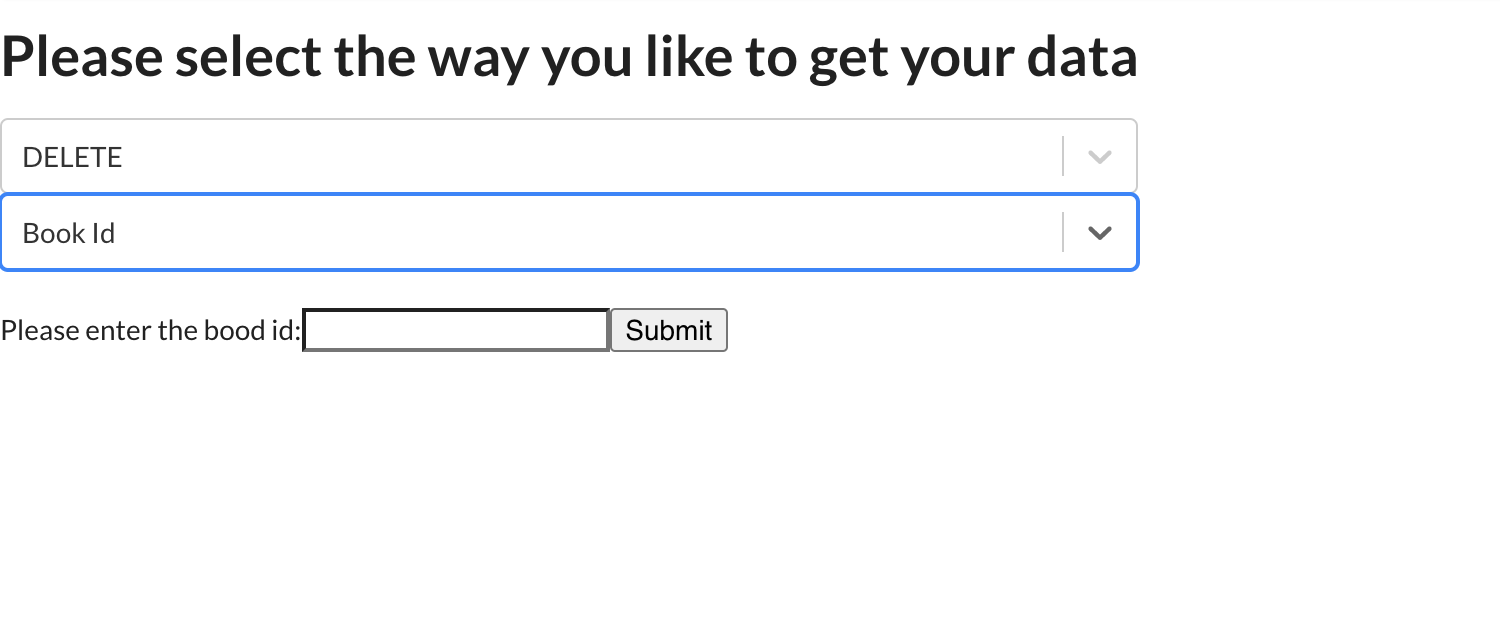 Please select the way you like to get your data
DELETE
Book Id
Please enter the bood id: Submit